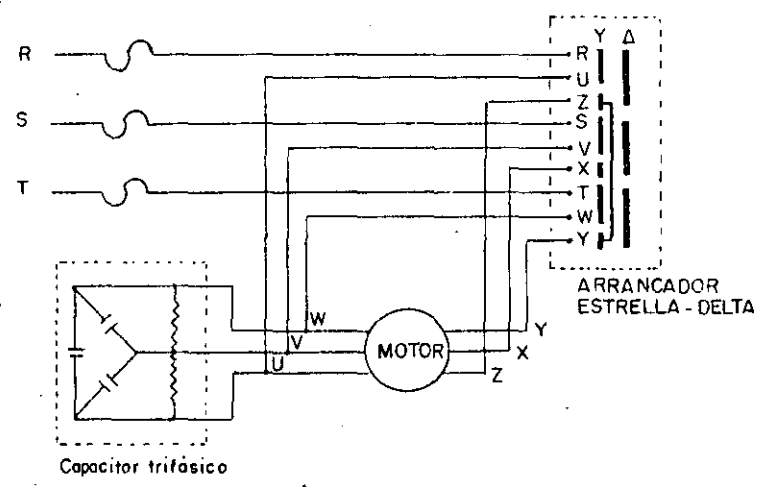 Y Δ
R
R
U
Z
S
S
V
X
T
T
W
Y
ARRANCADOR
ESTRELLA - DELTA
W
V
U
MOTOR
Y
X
Z
Capacitor trifásico